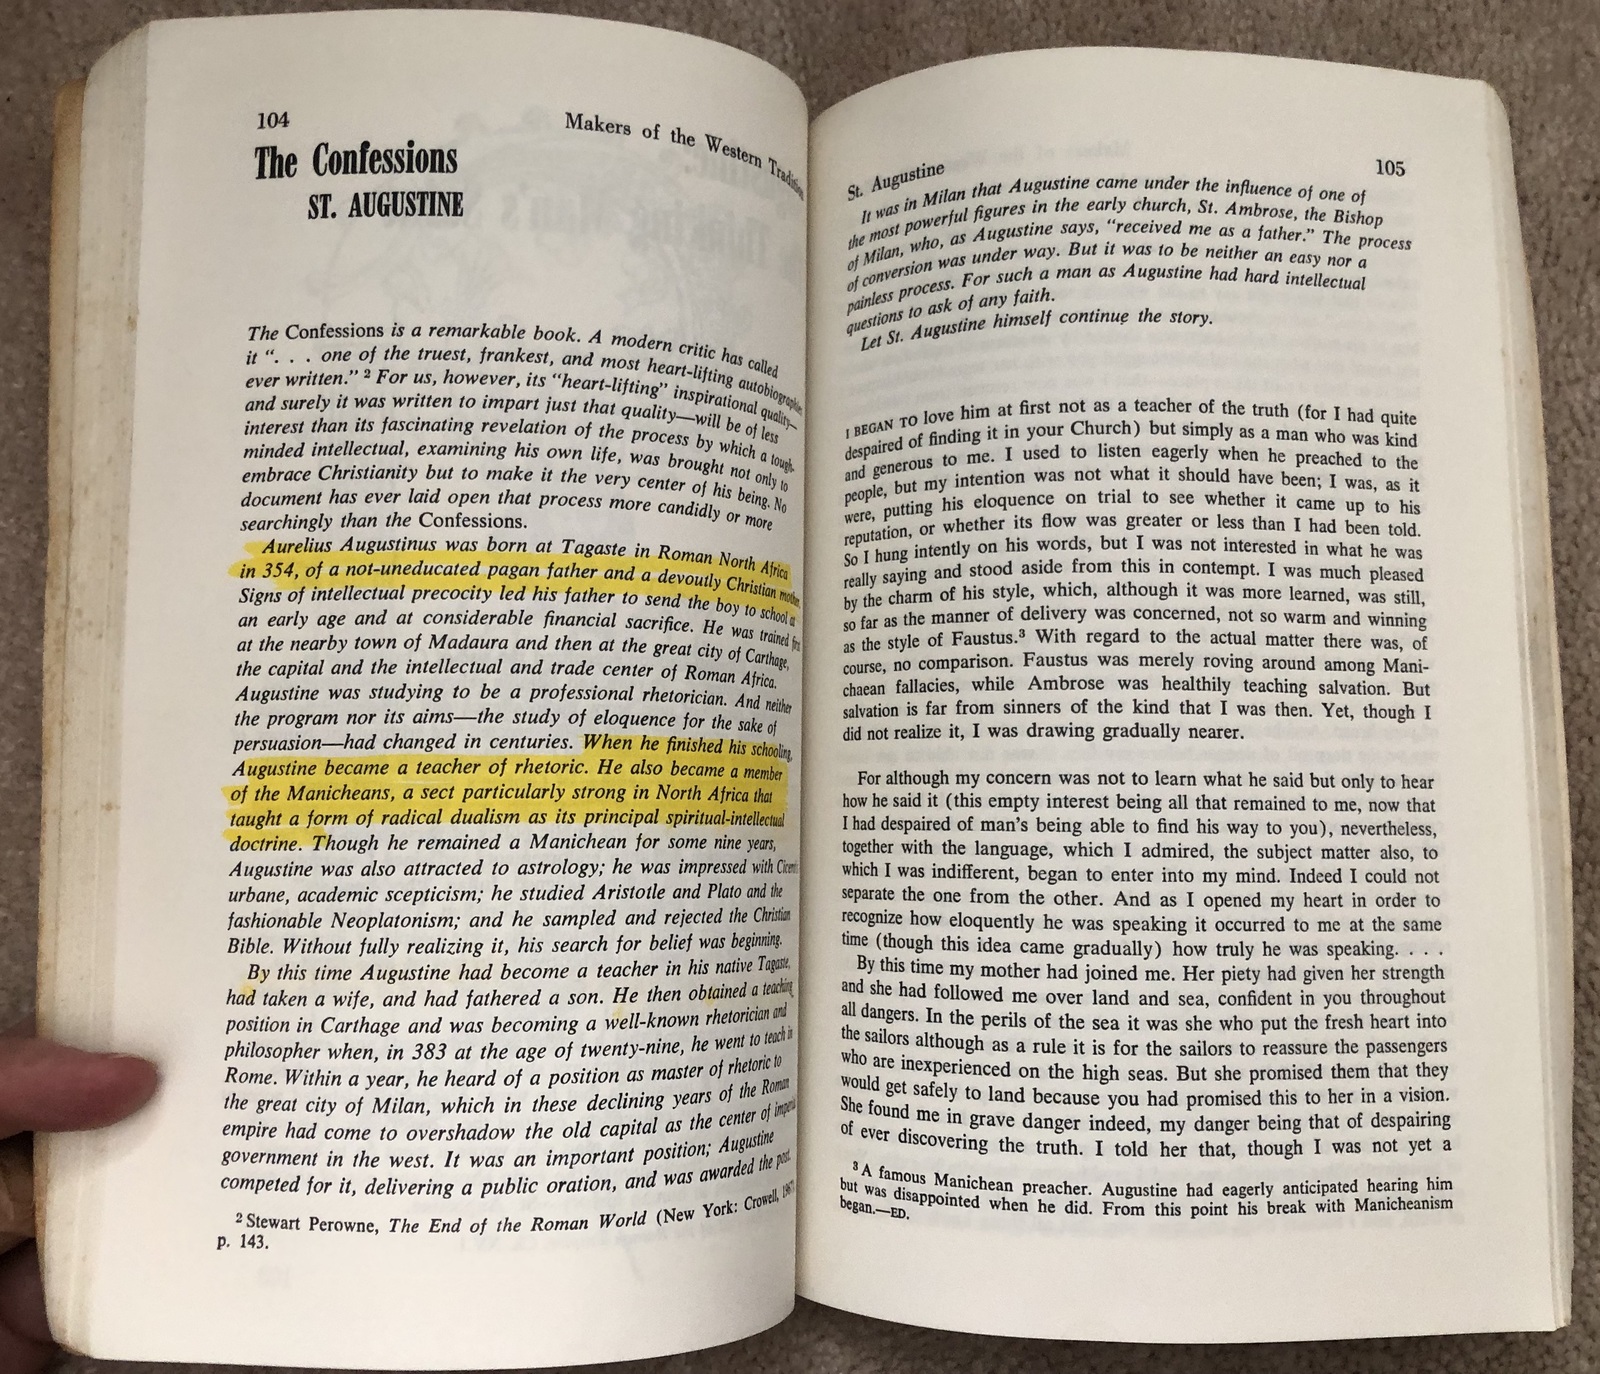 104
Makers of the Western Tradition
The Confessions
ST. AUGUSTINE
The Confessions is a remarkable book. A modern critic has called
it “. . . one of the truest, frankest, and most heart-lifting autobiographies
ever written.” ² For us, however, its “heart-lifting” inspirational quality—
and surely it was written to impart just that quality—will be of less
interest than its fascinating revelation of the process by which a tough-
minded intellectual, examining his own life, was brought not only to
embrace Christianity but to make it the very center of his being. No
document has ever laid open that process more candidly or more
searchingly than the Confessions.
Aurelius Augustinus was born at Tagaste in Roman North Africa
in 354, of a not-uneducated pagan father and a devoutly Christian mother.
Signs of intellectual precocity led his father to send the boy to school at
an early age and at considerable financial sacrifice. He was trained first
at the nearby town of Madaura and then at the great city of Carthage,
the capital and the intellectual and trade center of Roman Africa.
Augustine was studying to be a professional rhetorician. And neither
the program nor its aims—the study of eloquence for the sake of
persuasion—had changed in centuries. When he finished his schooling,
Augustine became a teacher of rhetoric. He also became a member
of the Manicheans, a sect particularly strong in North Africa that
taught a form of radical dualism as its principal spiritual-intellectual
doctrine. Though he remained a Manichean for some nine years,
Augustine was also attracted to astrology; he was impressed with
urbane, academic scepticism; he studied Aristotle and Plato and the
fashionable Neoplatonism; and he sampled and rejected the Christian
Bible. Without fully realizing it, his search for belief was beginning.
By this time Augustine had become a teacher in his native Tagaste,
had taken a wife, and had fathered a son. He then obtained a teaching
position in Carthage and was becoming a well-known rhetorician and
philosopher when, in 383 at the age of twenty-nine, he went to teach in
Rome. Within a year, he heard of a position as master of rhetoric to
the great city of Milan, which in these declining years of the Roman
empire had come to overshadow the old capital as the center of imperial
government in the west. It was an important position; Augustine
competed for it, delivering a public oration, and was awarded the post.
² Stewart Perowne, The End of the Roman World (New York: Crowell,
p. 143.
St. Augustine
105
It was in Milan that Augustine came under the influence of one of
the most powerful figures in the early church, St. Ambrose, the Bishop
of Milan, who, as Augustine says, “received me as a father.” The process
of conversion was under way. But it was to be neither an easy nor a
painless process. For such a man as Augustine had hard intellectual
questions to ask of any faith.
Let St. Augustine himself continue the story.
I BEGAN TO love him at first not as a teacher of the truth (for I had quite
despaired of finding it in your Church) but simply as a man who was kind
and generous to me. I used to listen eagerly when he preached to the
people, but my intention was not what it should have been; I was, as it
were, putting his eloquence on trial to see whether it came up to his
reputation, or whether its flow was greater or less than I had been told.
So I hung intently on his words, but I was not interested in what he was
really saying and stood aside from this in contempt. I was much pleased
by the charm of his style, which, although it was more learned, was still,
so far as the manner of delivery was concerned, not so warm and winning
as the style of Faustus.³ With regard to the actual matter there was, of
course, no comparison. Faustus was merely roving around among Mani-
chaean fallacies, while Ambrose was healthily teaching salvation. But
salvation is far from sinners of the kind that I was then. Yet, though I
did not realize it, I was drawing gradually nearer.
For although my concern was not to learn what he said but only to hear
how he said it (this empty interest being all that remained to me, now that
I had despaired of man’s being able to find his way to you), nevertheless,
together with the language, which I admired, the subject matter also, to
which I was indifferent, began to enter into my mind. Indeed I could not
separate the one from the other. And as I opened my heart in order to
recognize how eloquently he was speaking it occurred to me at the same
time (though this idea came gradually) how truly he was speaking. . . .
By this time my mother had joined me. Her piety had given her strength
and she had followed me over land and sea, confident in you throughout
all dangers. In the perils of the sea it was she who put the fresh heart into
the sailors although as a rule it is for the sailors to reassure the passengers
who are inexperienced on the high seas. But she promised them that they
would get safely to land because you had promised this to her in a vision.
She found me in grave danger indeed, my danger being that of despairing
of ever discovering the truth. I told her that, though I was not yet a
³ A famous Manichean preacher. Augustine had eagerly anticipated hearing him
but was disappointed when he did. From this point his break with Manicheanism
began.—ED.